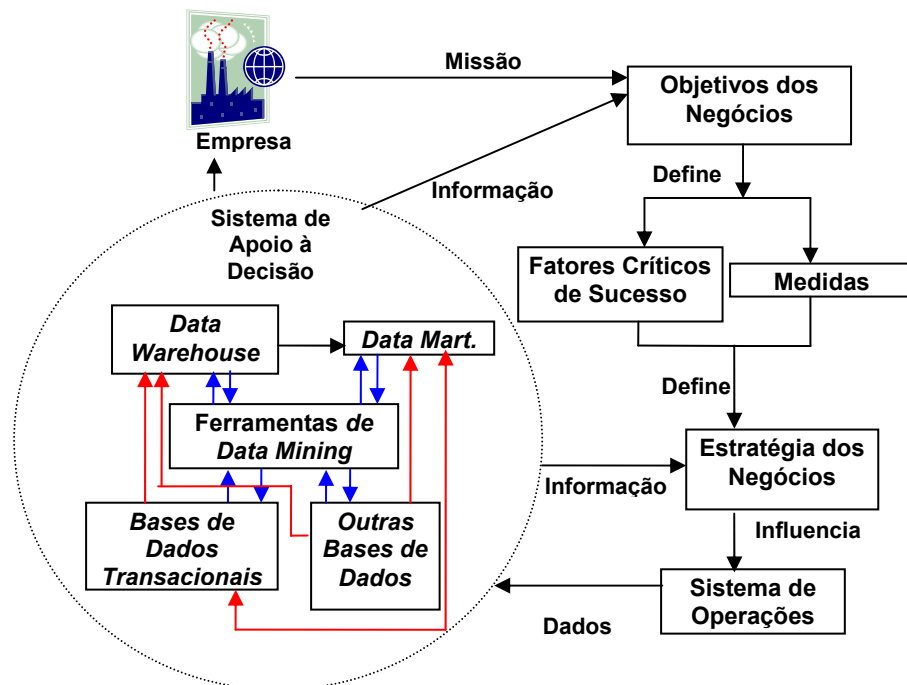 Missão
Objetivos dos
Negócios
Empresa
Define
Informação
Sistema de
Apoio à
Decisão
Fatores Críticos
de Sucesso
Medidas
Data
Warehouse
Data Mart.
Define
Ferramentas de
Data Mining
Estratégia dos
Negócios
Informação
Bases de
Dados
Transacionais
Outras
Bases de
Dados
Influencia
Sistema de
Operações
Dados